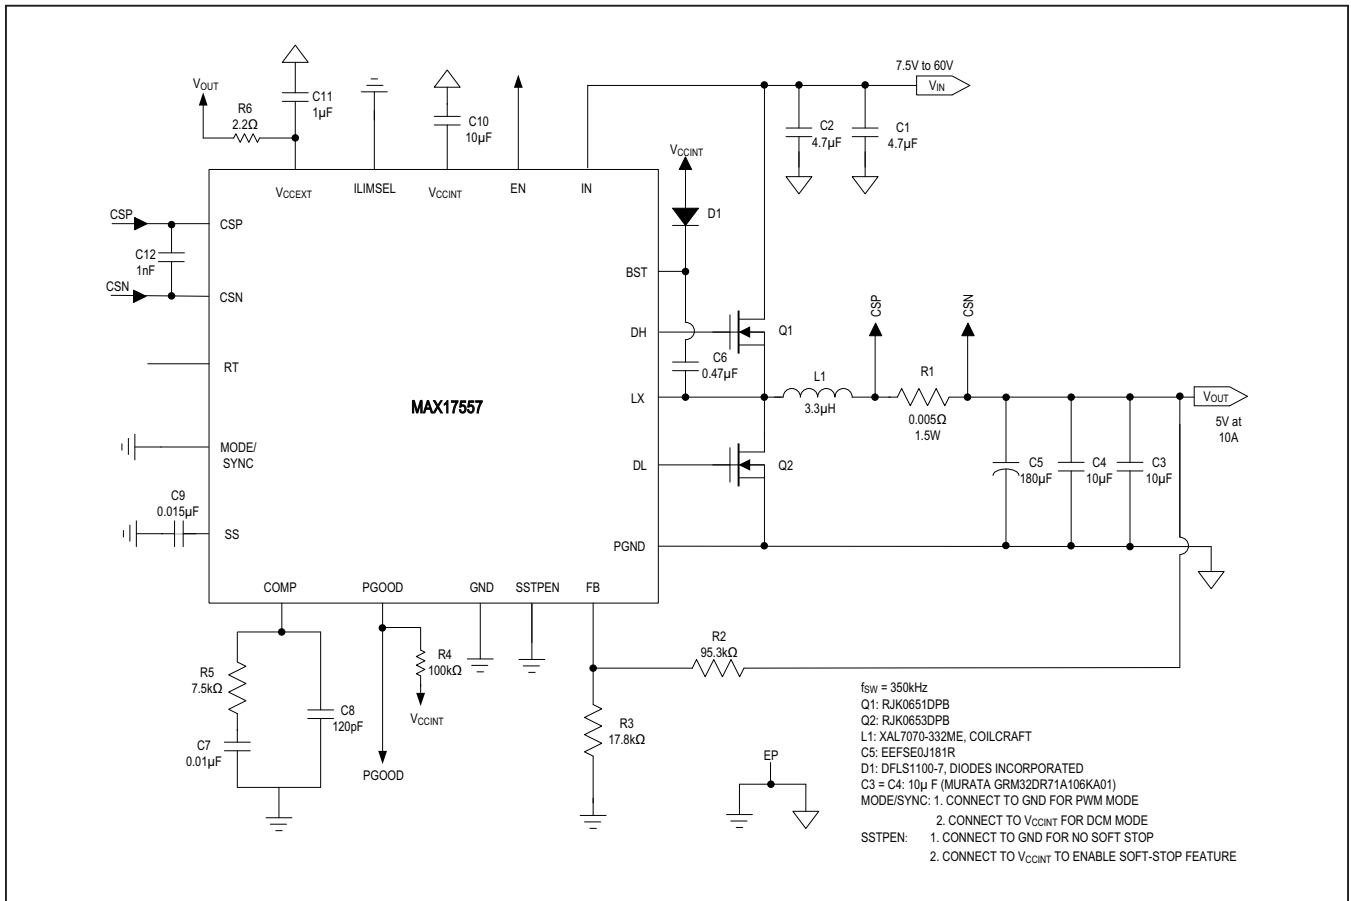 7.5V to 60V
VIN
VOUT
R6
2.2Ω
C11
1µF
C10
10µF
C2
4.7µF
C1
4.7µF
VCCINT
D1
VCCEXT
ILIMSEL
VCCINT
EN
IN
CSP
CSP
C12
1nF
CSN
CSN
RT
MODE/
SYNC
C9
0.015µF
SS
MAX17557
BST
DH
Q1
C6
0.47µF
LX
L1
3.3µH
CSP
CSN
R1
0.005Ω
1.5W
VOUT
5V at
10A
DL
Q2
C5
180µF
C4
10µF
C3
10µF
PGND
COMP
PGOOD
GND
SSTPEN
FB
R5
7.5kΩ
C7
0.01µF
C8
120pF
R4
100kΩ
VCCINT
PGOOD
R2
95.3kΩ
R3
17.8kΩ
EP
fSW = 350kHz
Q1: RJK0651DPB
Q2: RJK0653DPB
L1: XAL7070-332ME, COILCRAFT
C5: EEFSE0J181R
D1: DFLS1100-7, DIODES INCORPORATED
C3 = C4: 10µ F (MURATA GRM32DR71A106KA01)
MODE/SYNC: 1. CONNECT TO GND FOR PWM MODE
2. CONNECT TO VCCINT FOR DCM MODE
SSTPEN: 1. CONNECT TO GND FOR NO SOFT STOP
2. CONNECT TO VCCINT TO ENABLE SOFT-STOP FEATURE